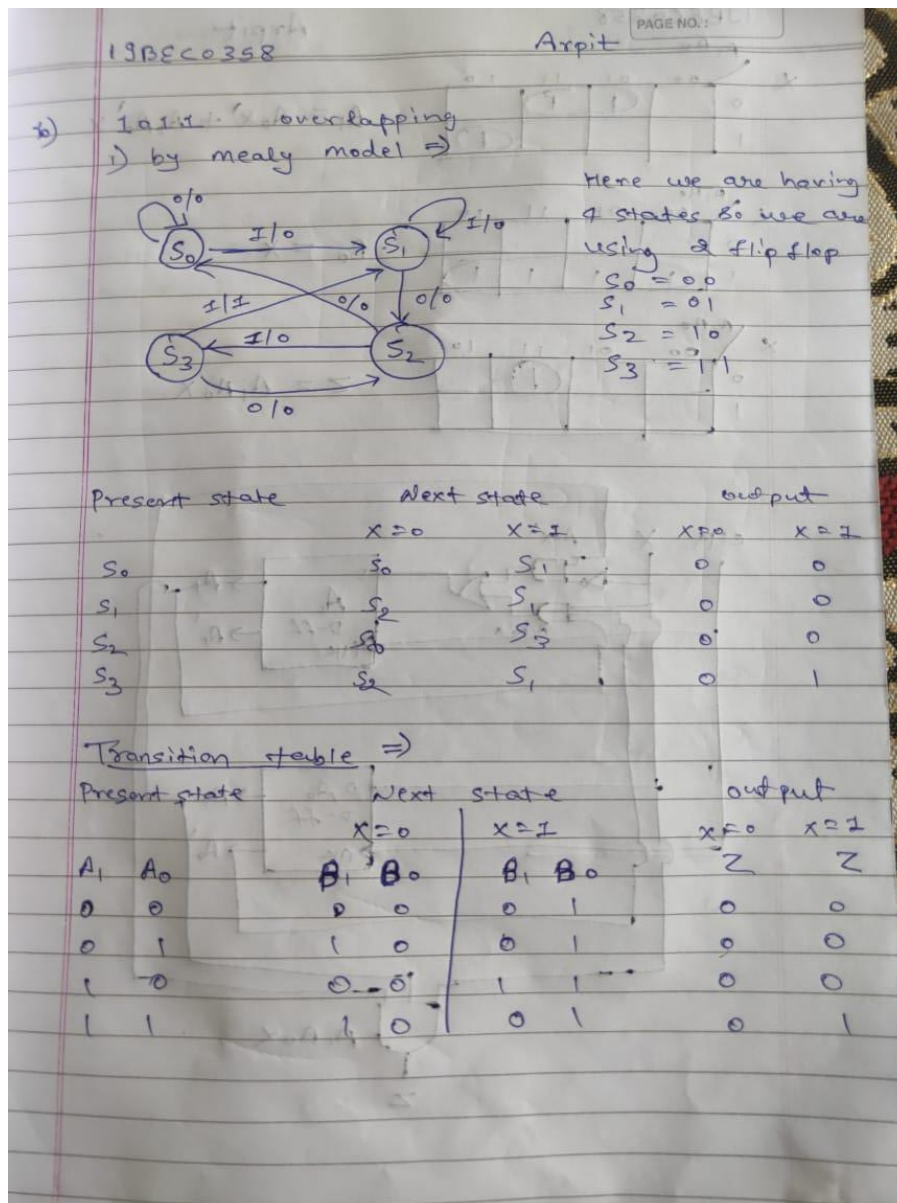 PAGE NO.:
19BEC0358 Arpit
b) 1011 overlapping
i) by mealy model ⇒
Here we are having
4 states so we are
using 2 flip flop
S0 = 00
S1 = 01
S2 = 10
S3 = 11
0/0
S0 1/0 S1 1/0
1/1 0/0 0/0
S3 1/0 S2
0/0
Present state Next state output
x=0 x=1 x=0 x=1
S0 S0 S1 0 0
S1 S2 S1 0 0
S2 S0 S3 0 0
S3 S2 S1 0 1
Transition table ⇒
Present state Next state output
x=0 x=1 x=0 x=1
A1 A0 B1 B0 B1 B0 Z Z
0 0 0 0 0 1 0 0
0 1 1 0 0 1 0 0
1 0 0 0 1 1 0 0
1 1 1 0 0 1 0 1